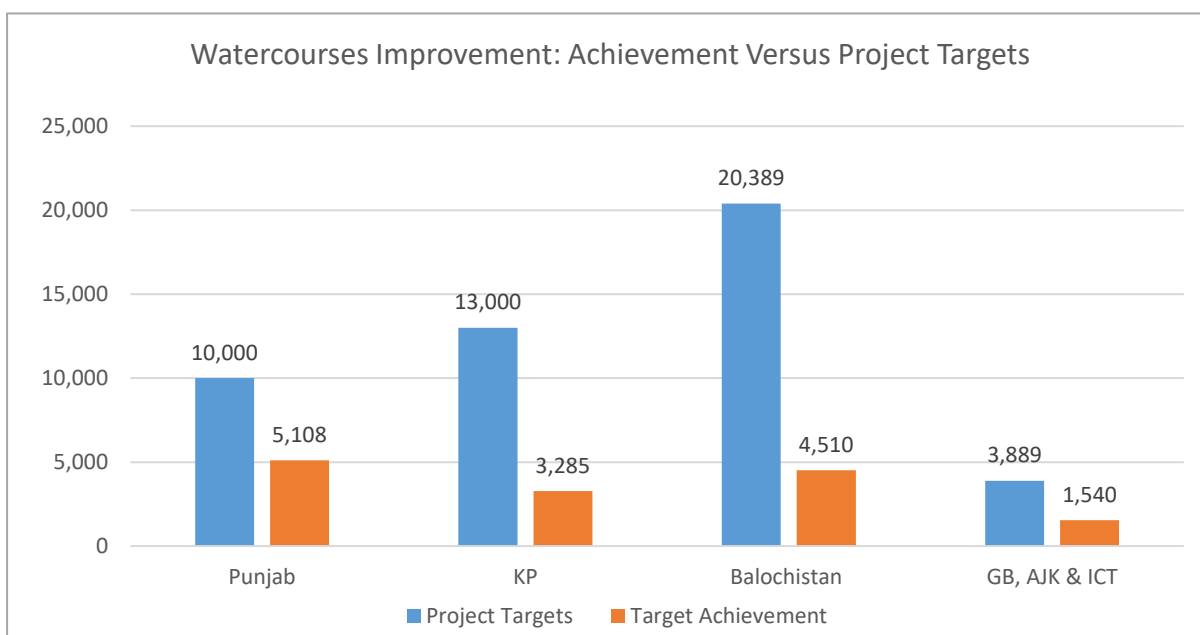 Watercourses Improvement: Achievement Versus Project Targets
25,000
20,000
15,000
10,000
5,000
0
10,000
5,108
13,000
3,285
20,389
4,510
3,889
1,540
Punjab
KP
Balochistan
GB, AJK & ICT
Project Targets
Target Achievement